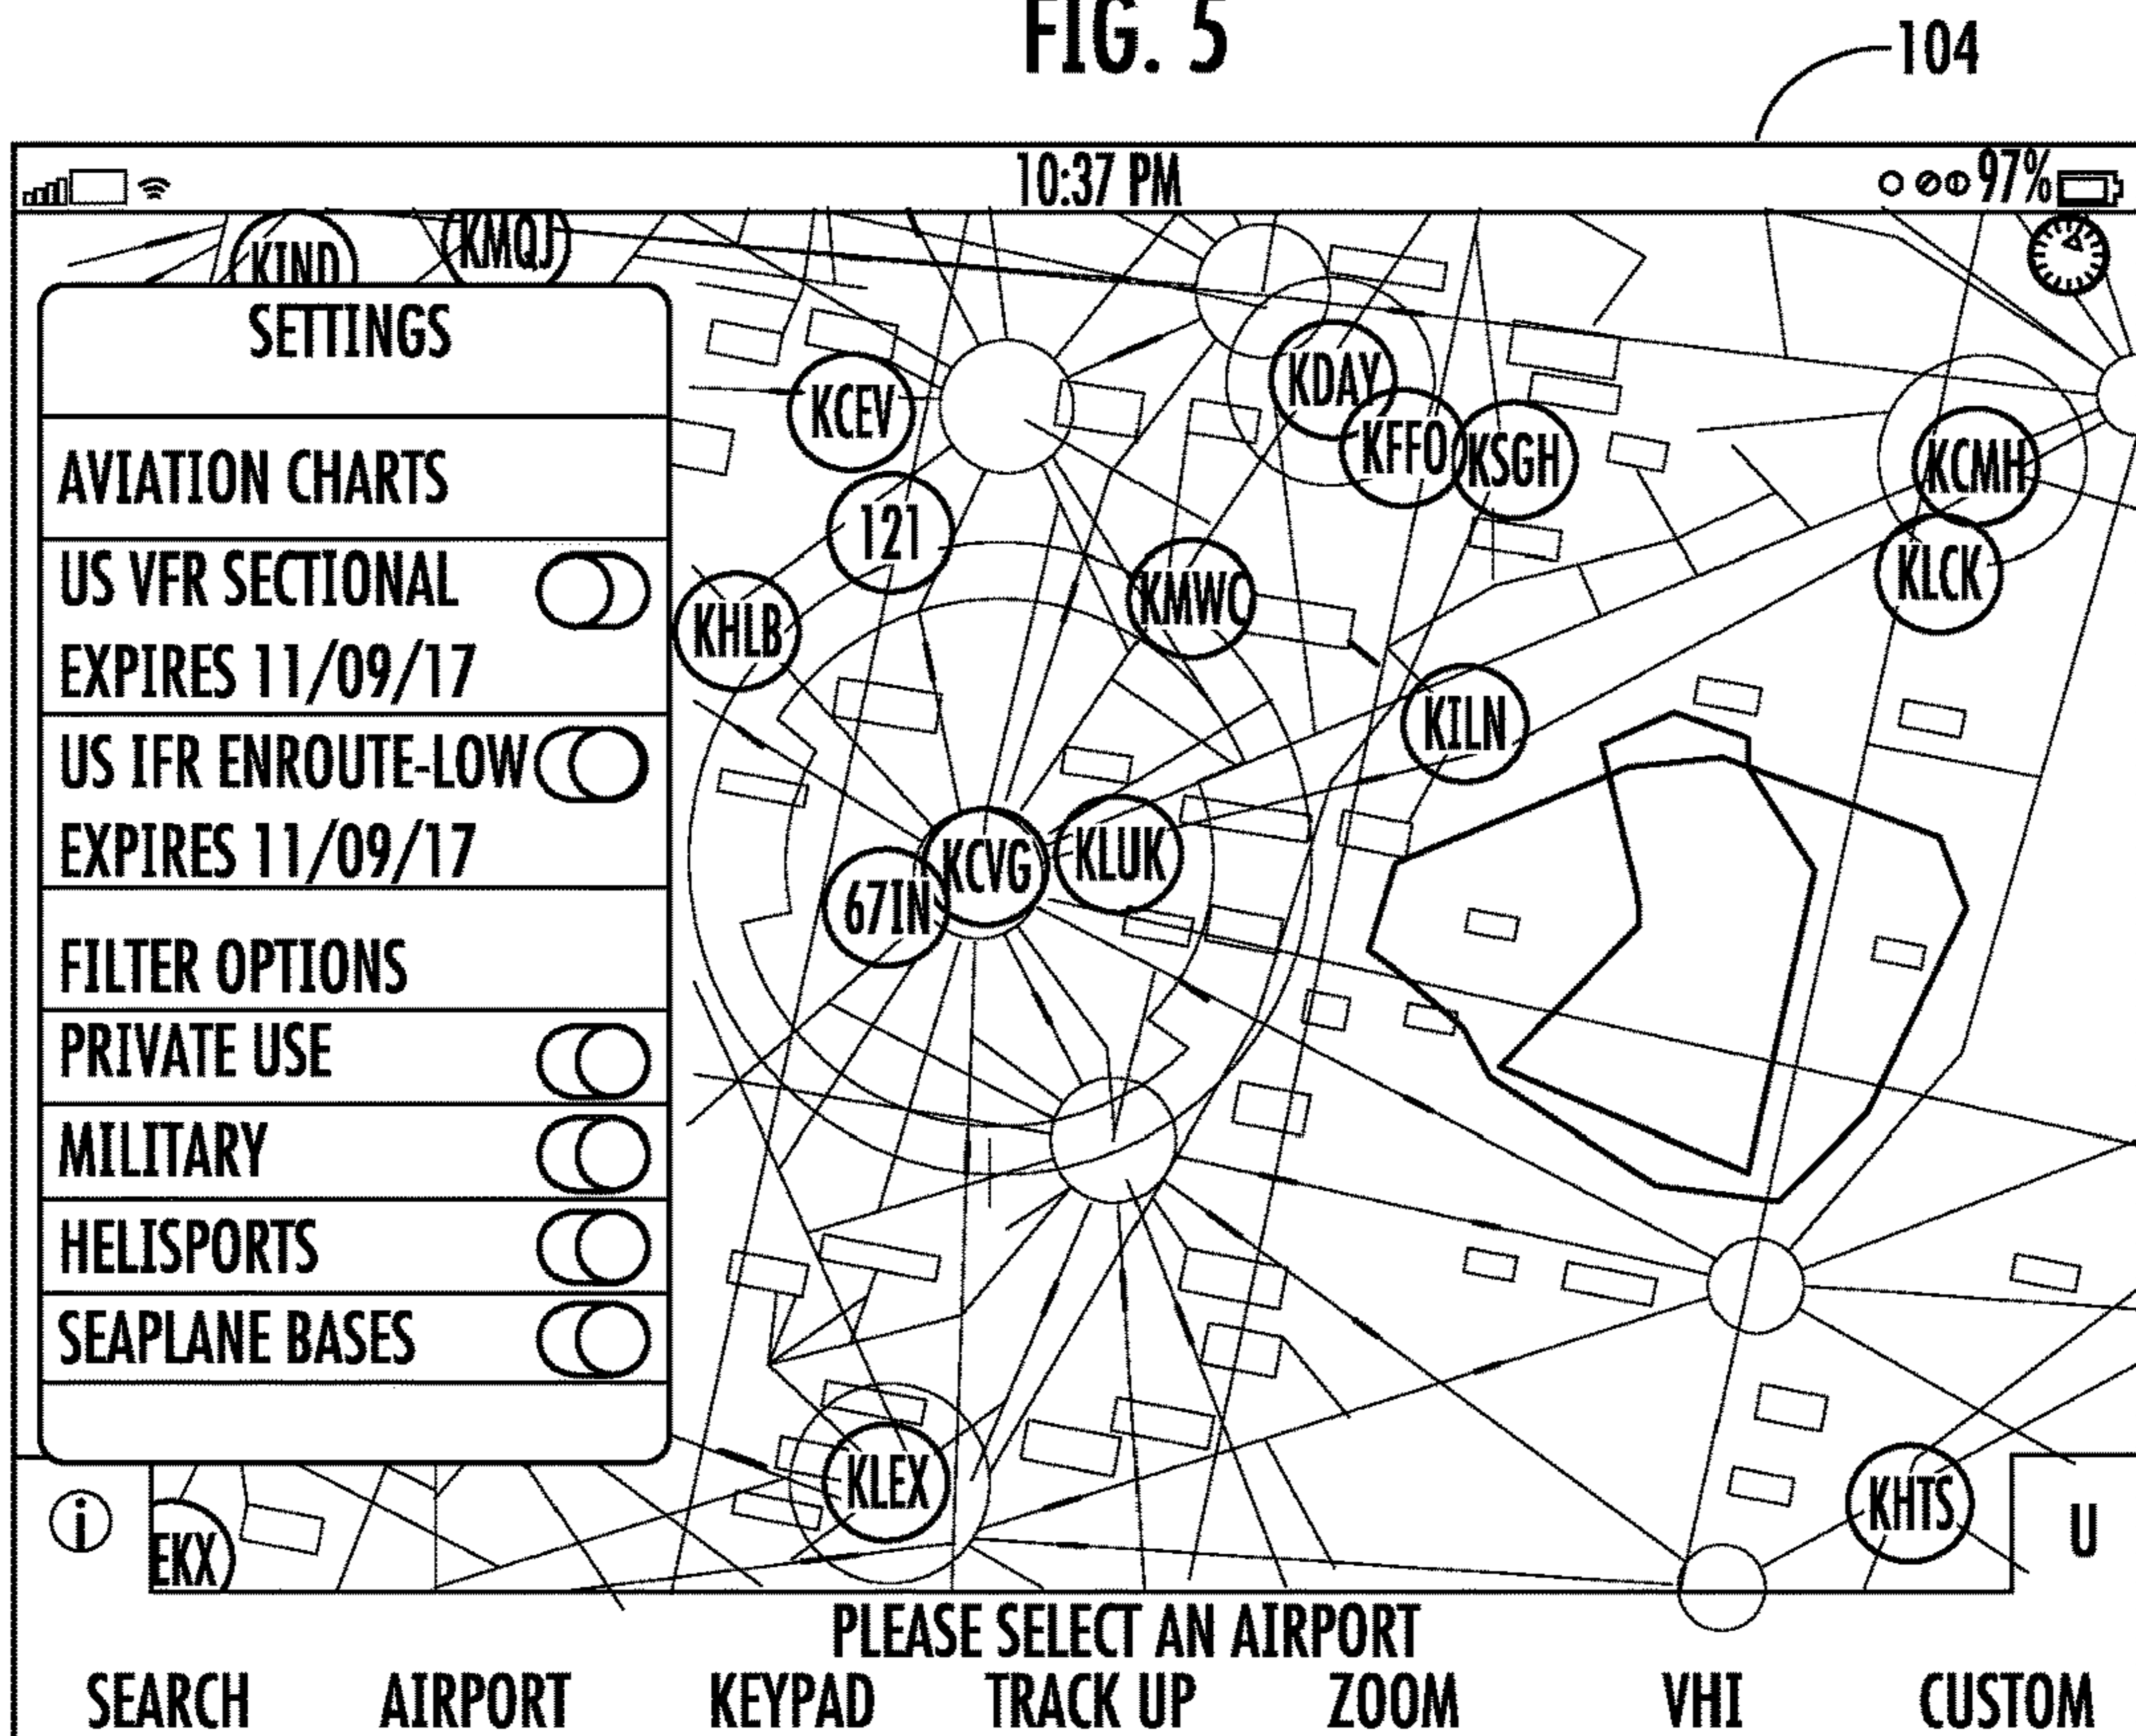 FIG. 5
104
10:37 PM
97%
KIND
KMQJ
SETTINGS
AVIATION CHARTS
US VFR SECTIONAL
EXPIRES 11/09/17
US IFR ENROUTE-LOW
EXPIRES 11/09/17
FILTER OPTIONS
PRIVATE USE
MILITARY
HELISPORTS
SEAPLANE BASES
KCEV
KDAY
KFFO
KSGH
KCMH
121
KLCK
KMWC
KHLB
KILN
KCVG
KLUK
67IN
KLEX
KHTS
i
EKX
U
PLEASE SELECT AN AIRPORT
SEARCH AIRPORT KEYPAD TRACK UP ZOOM VHI CUSTOM